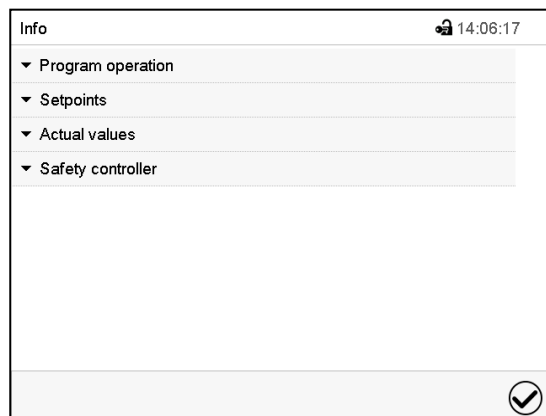 Info 14:06:17
Program operation
Setpoints
Actual values
Safety controller